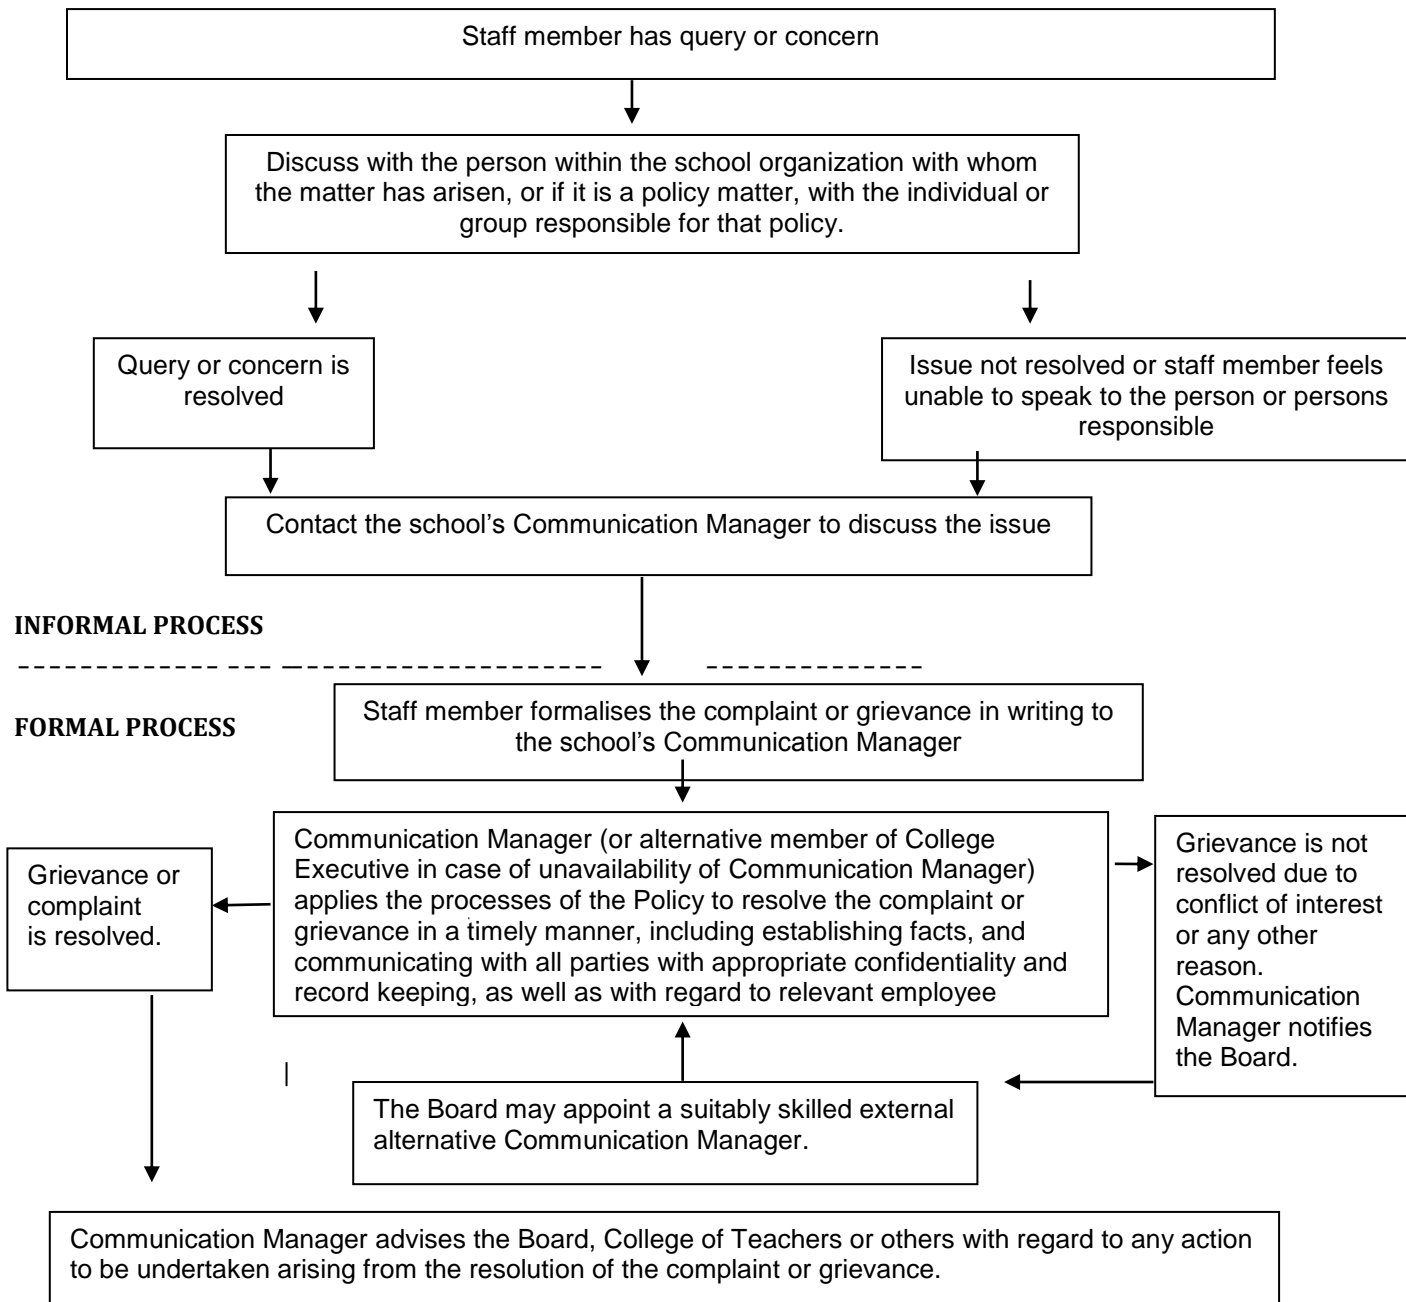 Staff member has query or concern
Discuss with the person within the school organization with whom
the matter has arisen, or if it is a policy matter, with the individual or
group responsible for that policy.
Query or concern is
resolved
Issue not resolved or staff member feels
unable to speak to the person or persons
responsible
Contact the school’s Communication Manager to discuss the issue
INFORMAL PROCESS
FORMAL PROCESS
Staff member formalises the complaint or grievance in writing to
the school’s Communication Manager
Grievance or
complaint
is resolved.
Communication Manager (or alternative member of College
Executive in case of unavailability of Communication Manager)
applies the processes of the Policy to resolve the complaint or
grievance in a timely manner, including establishing facts, and
communicating with all parties with appropriate confidentiality and
record keeping, as well as with regard to relevant employee
Grievance is not
resolved due to
conflict of interest
or any other
reason.
Communication
Manager notifies
the Board.
The Board may appoint a suitably skilled external
alternative Communication Manager.
Communication Manager advises the Board, College of Teachers or others with regard to any action
to be undertaken arising from the resolution of the complaint or grievance.